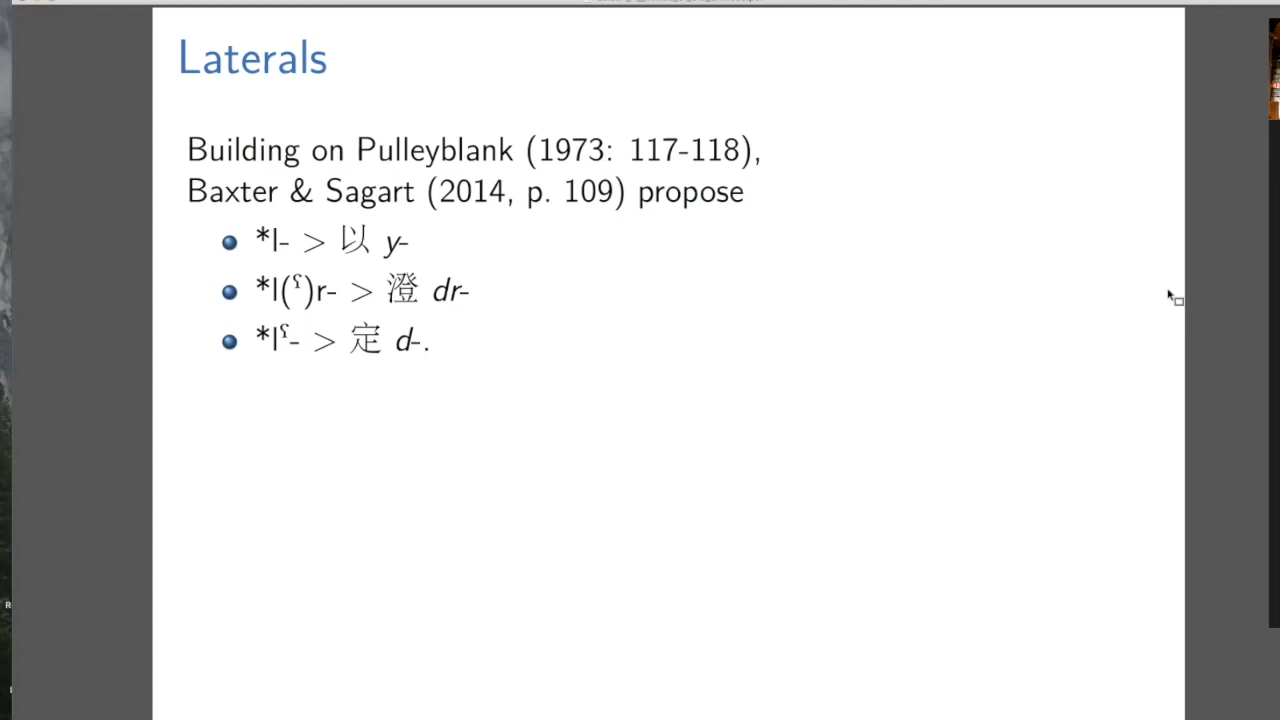 Laterals
Building on Pulleyblank (1973: 117-118),
Baxter & Sagart (2014, p. 109) propose
*l- > 以 y-
*l(ˤ)r- > 澄 dr-
*lˤ- > 定 d-.